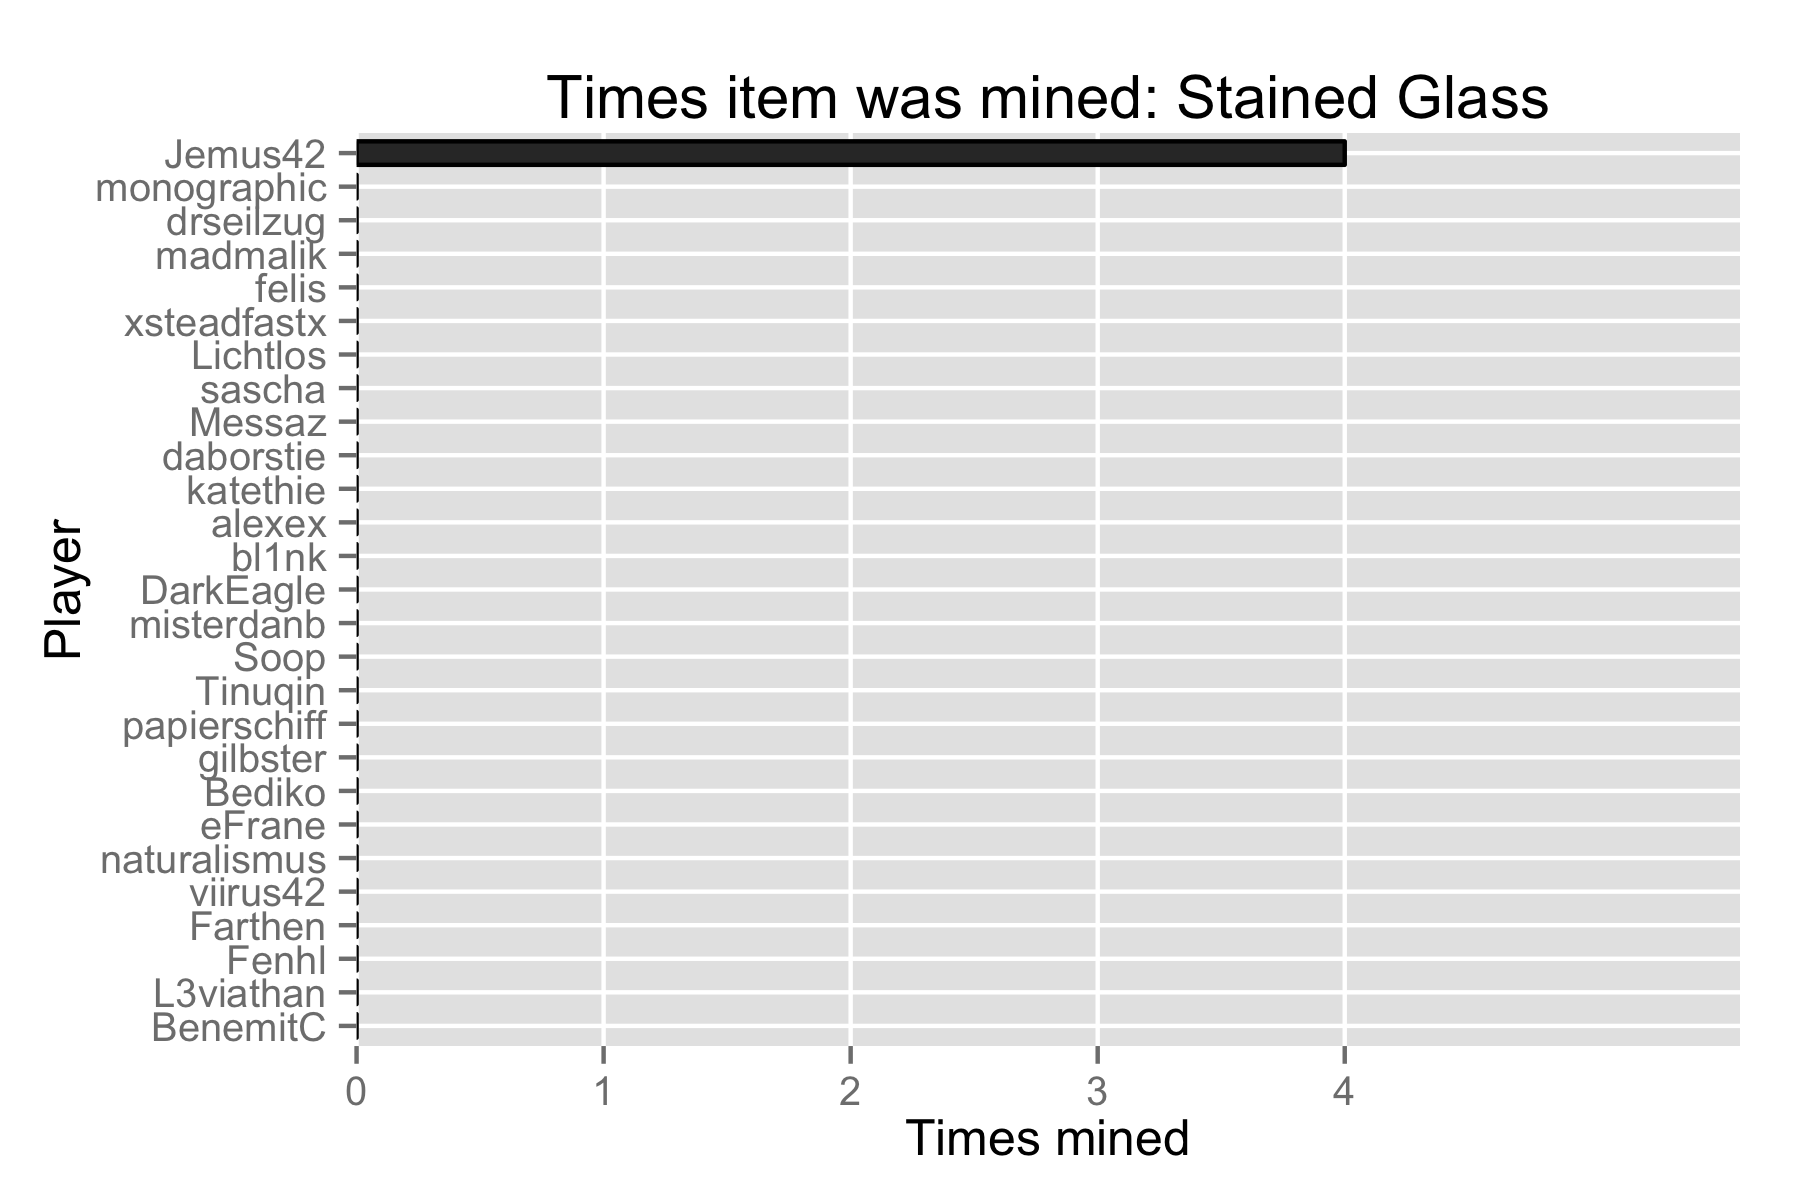 Times item was mined: Stained Glass
Jemus42
monographic
drseilzug
madmalik
felis
xsteadfastx
Lichtlos
sascha
Messaz
daborstie
katethie
alexex
bl1nk
DarkEagle
misterdanb
Soop
Tinuqin
papierschiff
gilbster
Bediko
eFrane
naturalismus
viirus42
Farthen
Fenhl
L3viathan
BenemitC
Player
0 1 2 3 4
Times mined